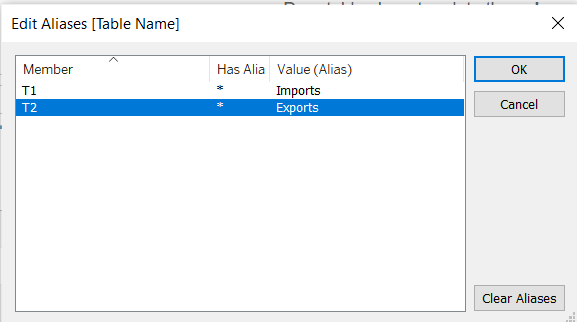 Edit Aliases [Table Name]
Member Has Alia Value (Alias)
T1 * Imports
T2 * Exports
OK
Cancel
Clear Aliases